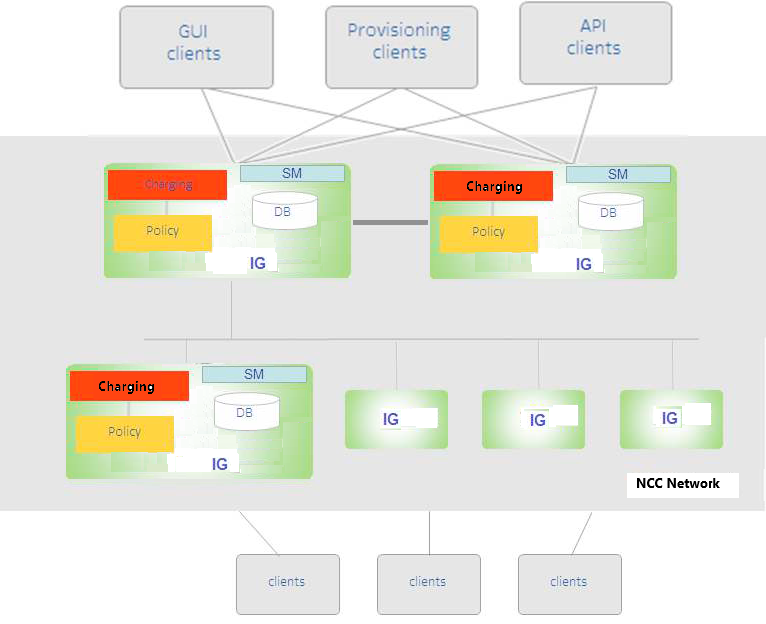 GUI
clients
Provisioning
clients
API
clients
SM
Charging
DB
Policy
IG
SM
Charging
DB
Policy
IG
SM
Charging
DB
Policy
IG
IG
IG
IG
NCC Network
clients
clients
clients